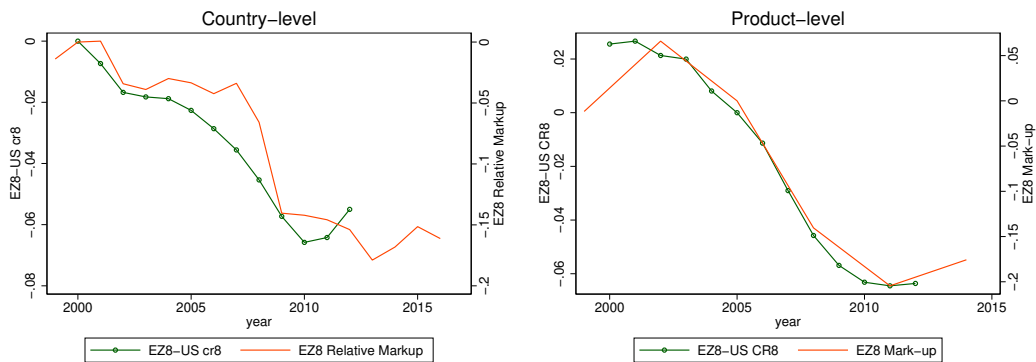 Country−level
EZ8−US cr8
0
−.02
−.04
−.06
−.08
0
−.05
−.1
−.15
−.2
EZ8 Relative Markup
2000
2005
2010
2015
year
EZ8−US cr8
EZ8 Relative Markup
Product−level
EZ8−US CR8
.02
0
−.02
−.04
−.06
.05
0
−.05
−.1
−.15
−.2
EZ8 Mark−up
2000
2005
2010
2015
year
EZ8−US CR8
EZ8 Mark−up